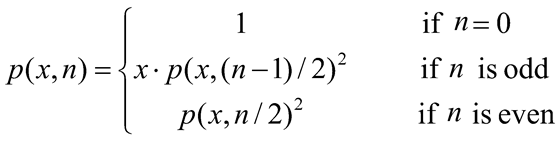 p(x,n) = { 1 if n=0
x · p(x,(n−1)/2)² if n is odd
p(x,n/2)² if n is even